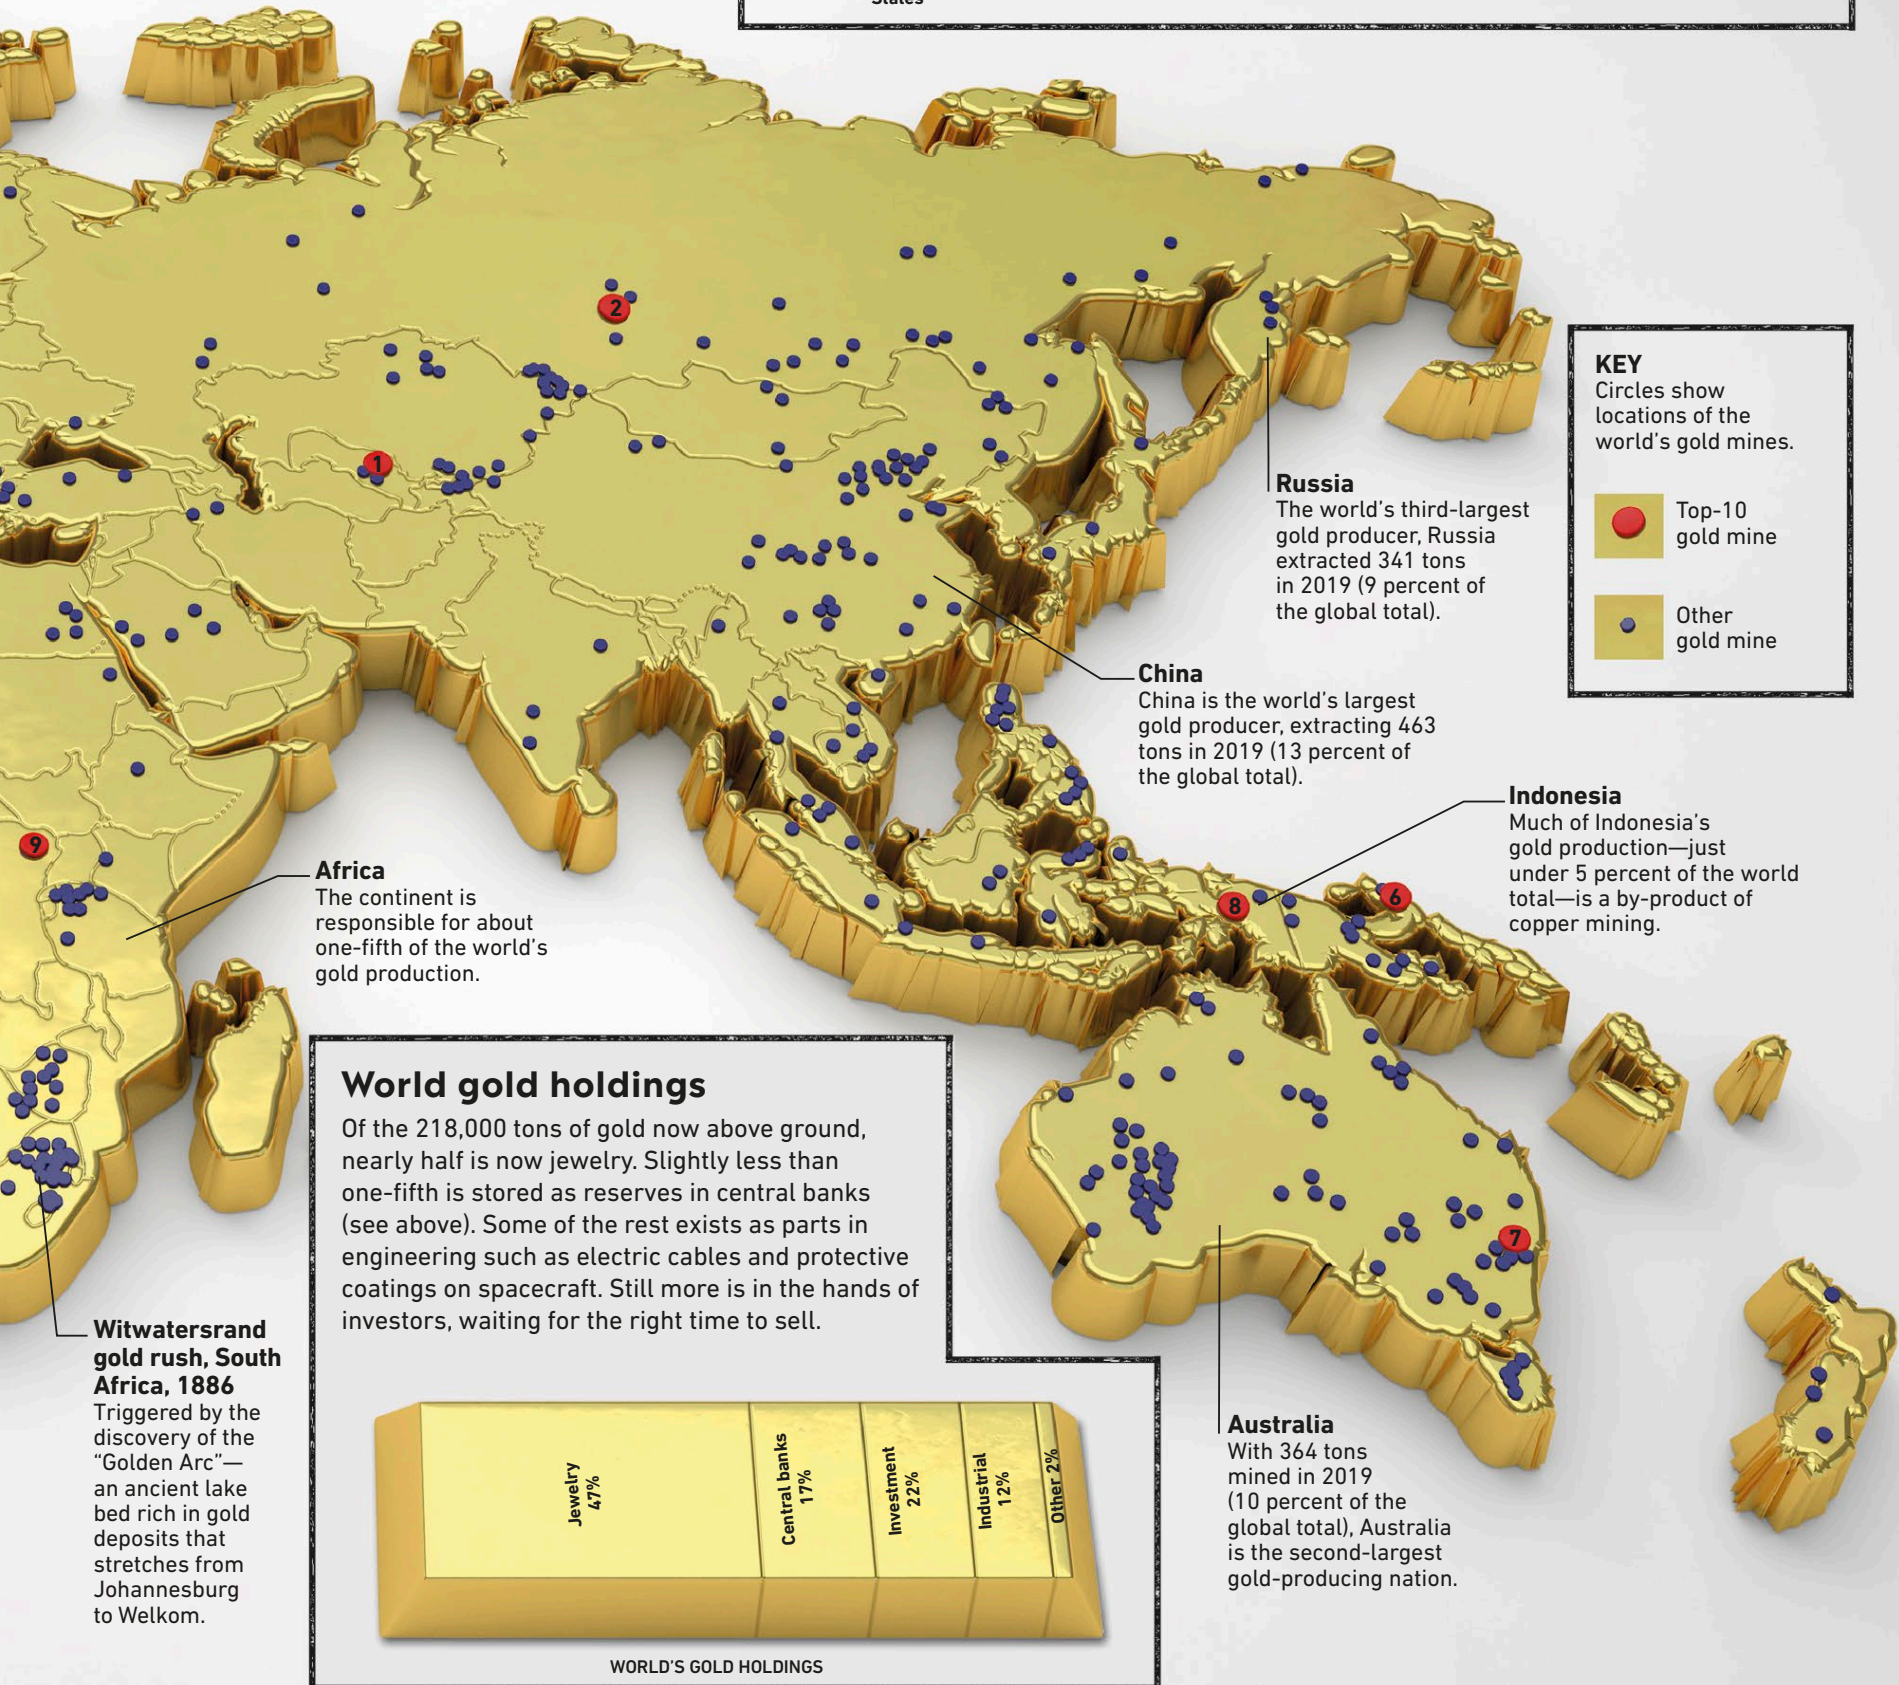 States
KEY
Circles show
locations of the
world's gold mines.
Top-10
gold mine
Other
gold mine
2
1
9
8
6
7
Russia
The world's third-largest
gold producer, Russia
extracted 341 tons
in 2019 (9 percent of
the global total).
China
China is the world's largest
gold producer, extracting 463
tons in 2019 (13 percent of
the global total).
Indonesia
Much of Indonesia's
gold production—just
under 5 percent of the world
total—is a by-product of
copper mining.
Africa
The continent is
responsible for about
one-fifth of the world's
gold production.
World gold holdings
Of the 218,000 tons of gold now above ground,
nearly half is now jewelry. Slightly less than
one-fifth is stored as reserves in central banks
(see above). Some of the rest exists as parts in
engineering such as electric cables and protective
coatings on spacecraft. Still more is in the hands of
investors, waiting for the right time to sell.
Jewelry
47%
Central banks
17%
Investment
22%
Industrial
12%
Other 2%
WORLD'S GOLD HOLDINGS
Witwatersrand
gold rush, South
Africa, 1886
Triggered by the
discovery of the
“Golden Arc”—
an ancient lake
bed rich in gold
deposits that
stretches from
Johannesburg
to Welkom.
Australia
With 364 tons
mined in 2019
(10 percent of the
global total), Australia
is the second-largest
gold-producing nation.